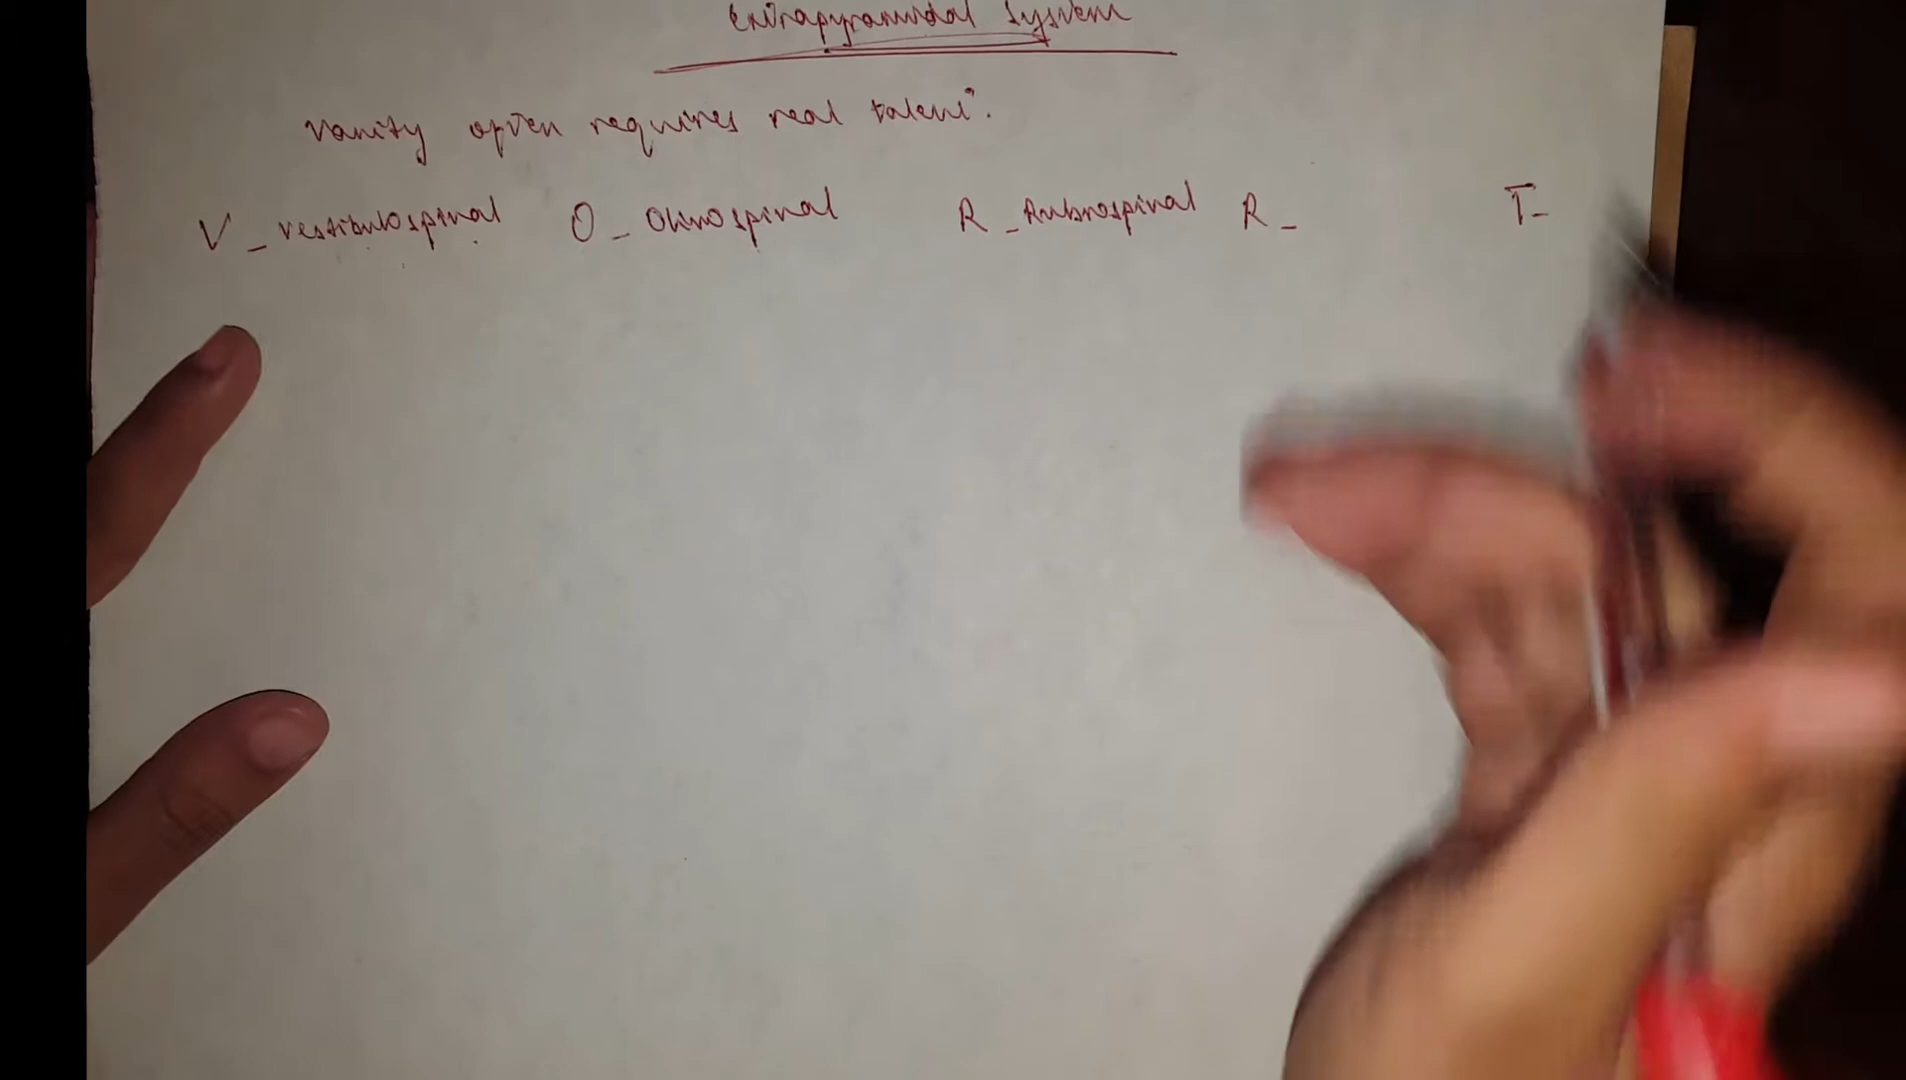 Extrapyramidal System
Vanity often requires real talent".
V - vestibulospinal O - Olivospinal R - Rubrospinal R - T-